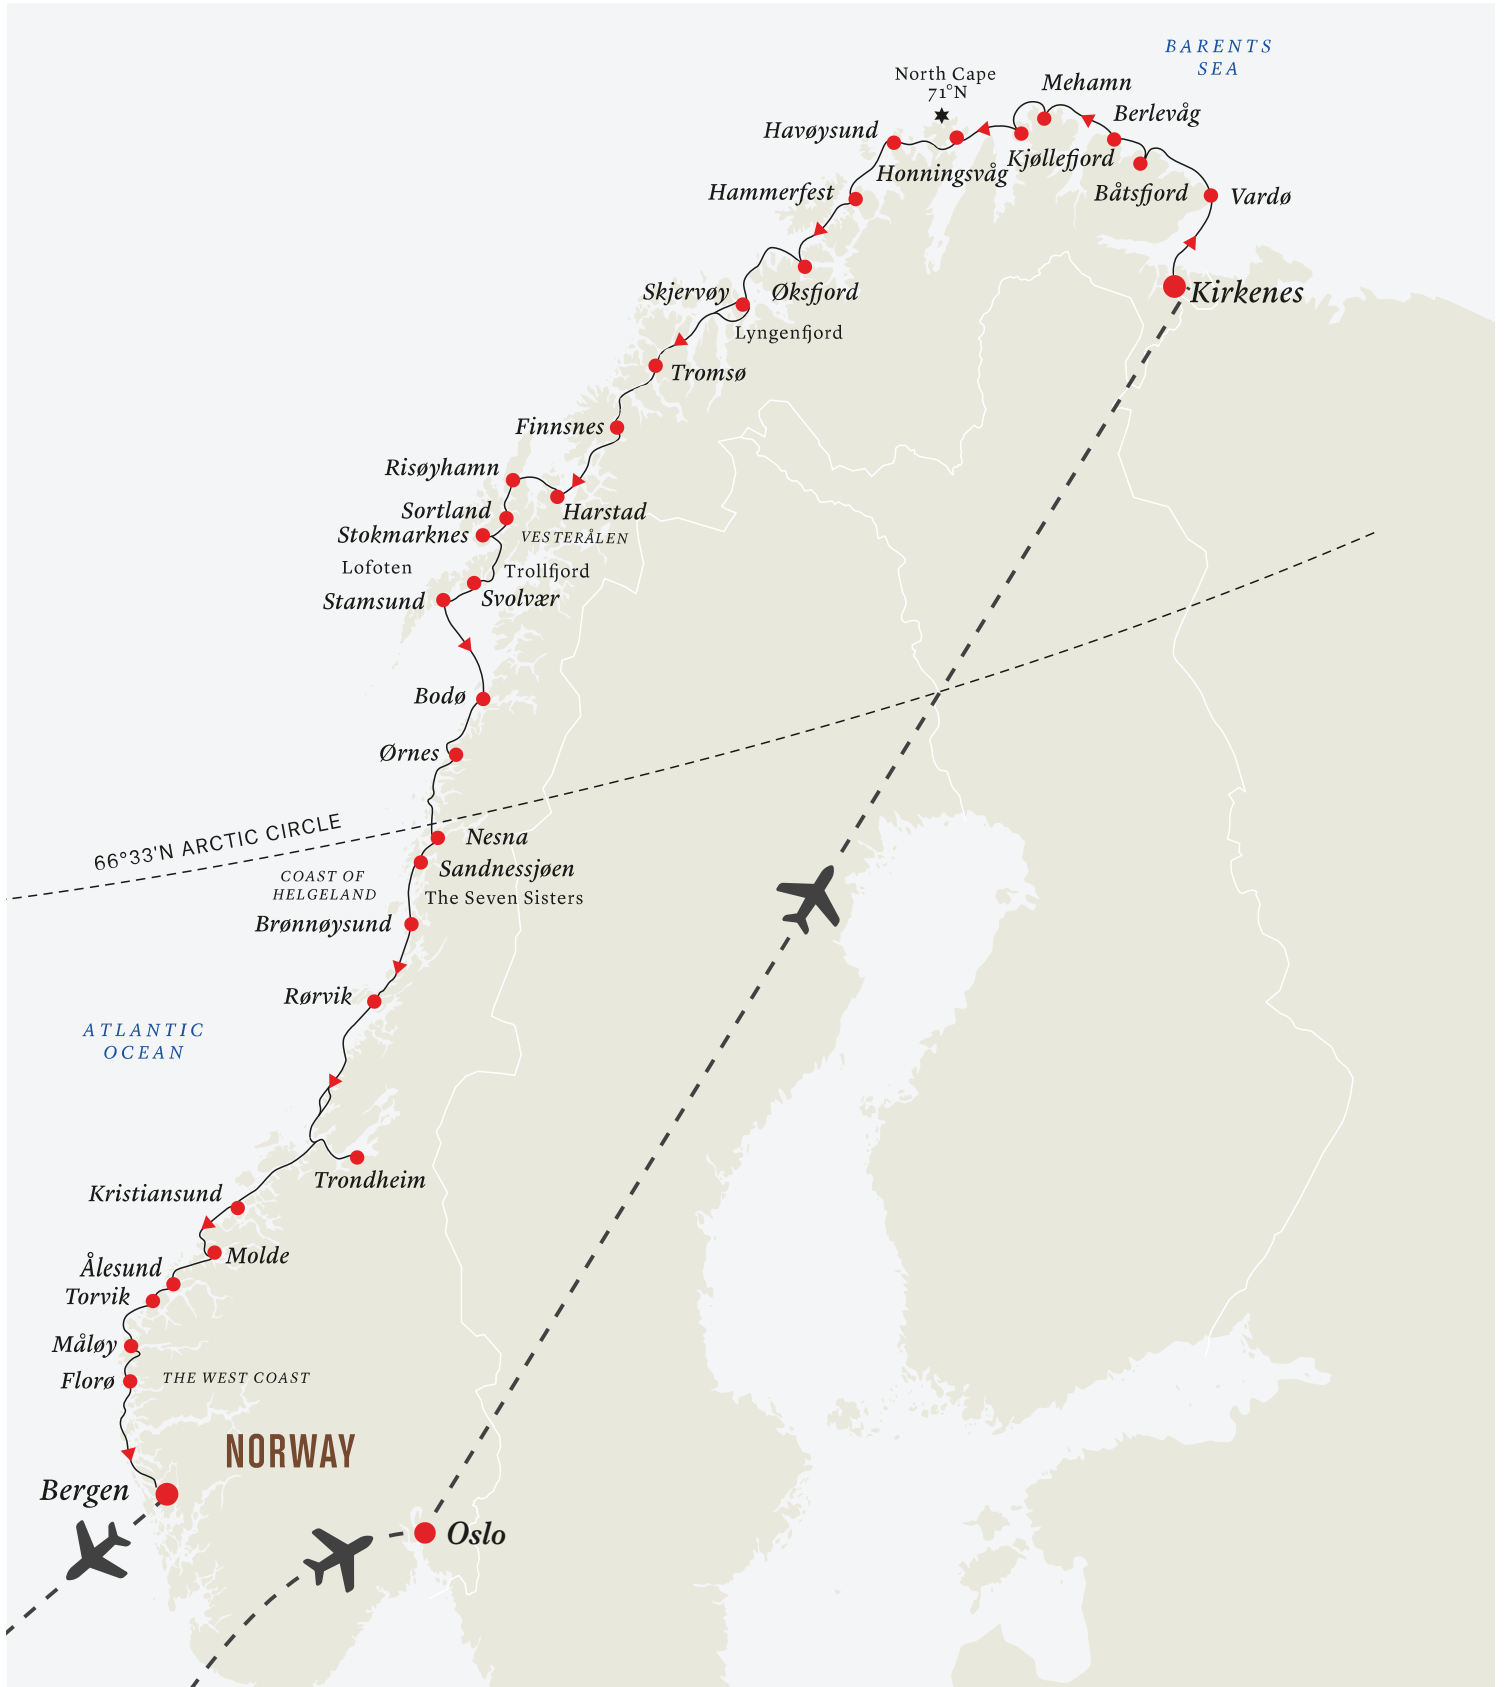 BARENTS
SEA
North Cape
71°N
Mehamn
Berlevåg
Havøysund
Kjøllefjord
Honningsvåg
Båtsfjord
Vardø
Hammerfest
Kirkenes
Skjervøy
Øksfjord
Lyngenfjord
Tromsø
Finnsnes
Risøyhamn
Sortland
Harstad
Stokmarknes
VESTERÅLEN
Lofoten
Trollfjord
Stamsund
Svolvær
Bodø
Ørnes
66°33'N ARCTIC CIRCLE
Nesna
Sandnessjøen
COAST OF
HELGELAND
The Seven Sisters
Brønnøysund
Rørvik
ATLANTIC
OCEAN
Trondheim
Kristiansund
Molde
Ålesund
Torvik
Måløy
Florø
THE WEST COAST
NORWAY
Bergen
Oslo